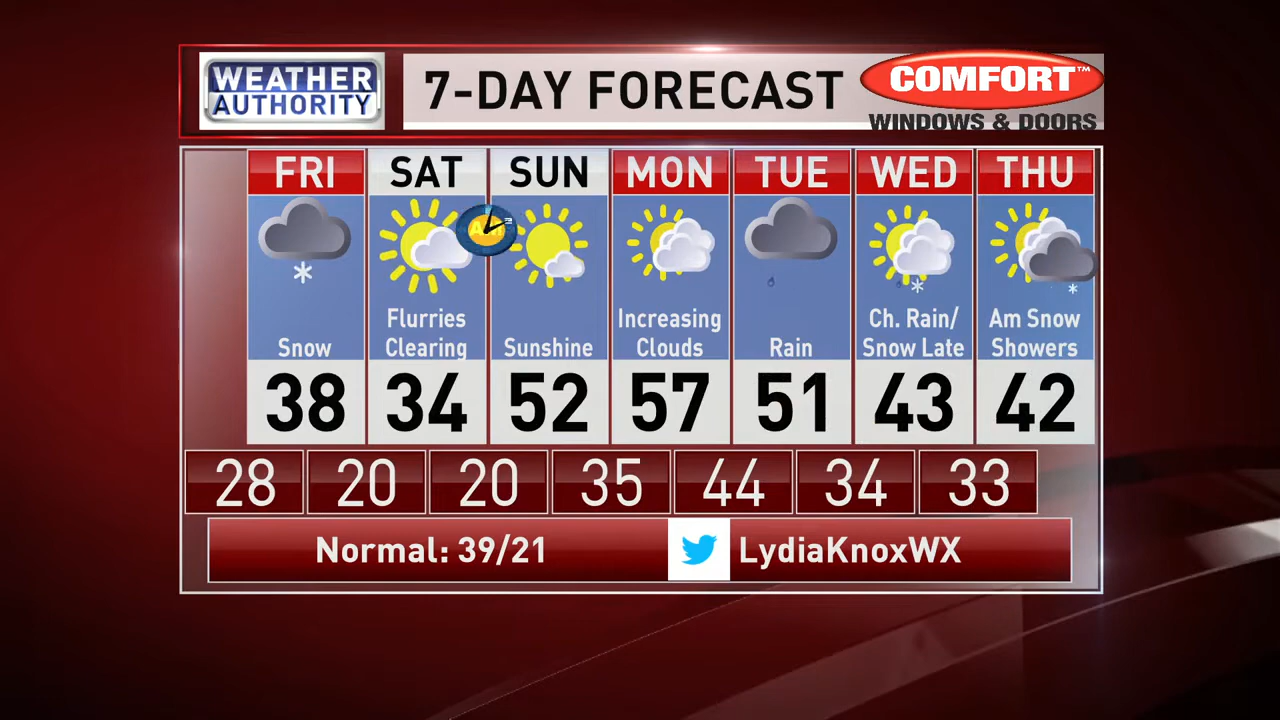 WEATHER
AUTHORITY
7-DAY FORECAST
COMFORT™
WINDOWS & DOORS
FRI SAT SUN MON TUE WED THU
Snow
Flurries
Clearing
Sunshine
Increasing
Clouds
Rain
Ch. Rain/
Snow Late
Am Snow
Showers
38 34 52 57 51 43 42
28 20 20 35 44 34 33
Normal: 39/21
LydiaKnoxWX